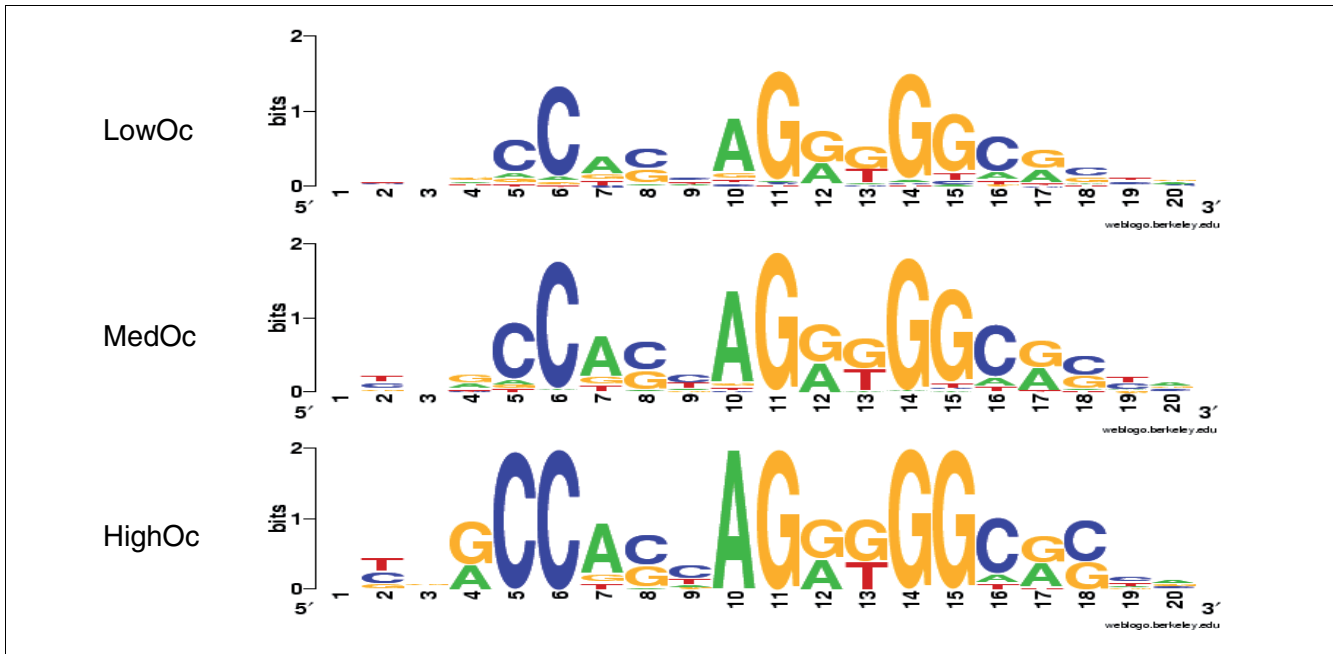 2
LowOc
bits
1
C C A C A G G G G G C G C
G A T T A A
0
1 2 3 4 5 6 7 8 9 10 11 12 13 14 15 16 17 18 19 20
5′ 3′
weblogo.berkeley.edu
2
MedOc
bits
1
T G C C A C C A G G G G G C G C T A
C A A G G T A T A A G C
0
1 2 3 4 5 6 7 8 9 10 11 12 13 14 15 16 17 18 19 20
5′ 3′
weblogo.berkeley.edu
2
HighOc
bits
1
T G C C A C C A G G G G G C G C C A
C A G G T A T A A G
G T
0
1 2 3 4 5 6 7 8 9 10 11 12 13 14 15 16 17 18 19 20
5′ 3′
weblogo.berkeley.edu